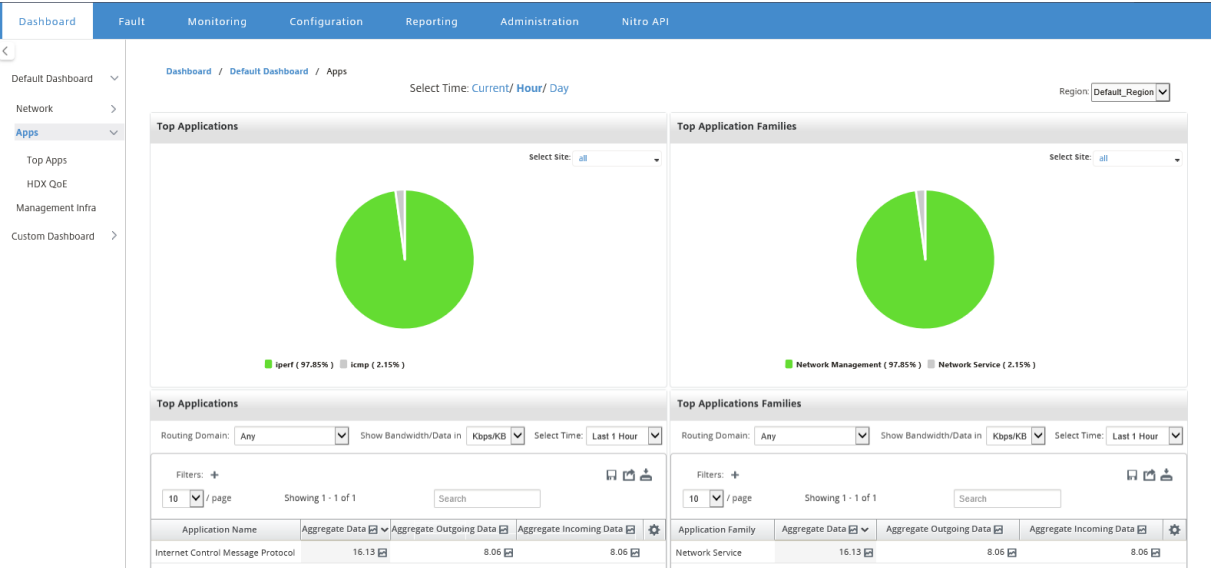 Dashboard Fault Monitoring Configuration Reporting Administration Nitro API
Default Dashboard
Network
Apps
Top Apps
HDX QoE
Management Infra
Custom Dashboard
Dashboard / Default Dashboard / Apps
Select Time: Current/ Hour/ Day
Region: Default_Region
Top Applications
Select Site: all
iperf ( 97.85% ) icmp ( 2.15% )
Top Application Families
Select Site: all
Network Management ( 97.85% ) Network Service ( 2.15% )
Top Applications
Routing Domain: Any Show Bandwidth/Data in Kbps/KB Select Time: Last 1 Hour
Filters: +
10 / page Showing 1 - 1 of 1 Search
Application Name Aggregate Data Aggregate Outgoing Data Aggregate Incoming Data
Internet Control Message Protocol 16.13 8.06 8.06
Top Applications Families
Routing Domain: Any Show Bandwidth/Data in Kbps/KB Select Time: Last 1 Hour
Filters: +
10 / page Showing 1 - 1 of 1 Search
Application Family Aggregate Data Aggregate Outgoing Data Aggregate Incoming Data
Network Service 16.13 8.06 8.06